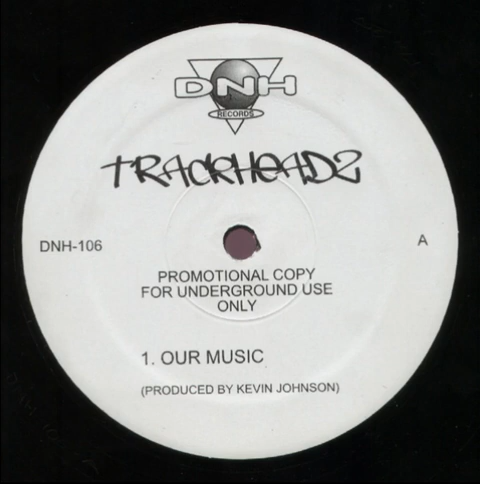 DNH
RECORDS
TRACKHEADZ
DNH-106
A
PROMOTIONAL COPY
FOR UNDERGROUND USE
ONLY
1. OUR MUSIC
(PRODUCED BY KEVIN JOHNSON)